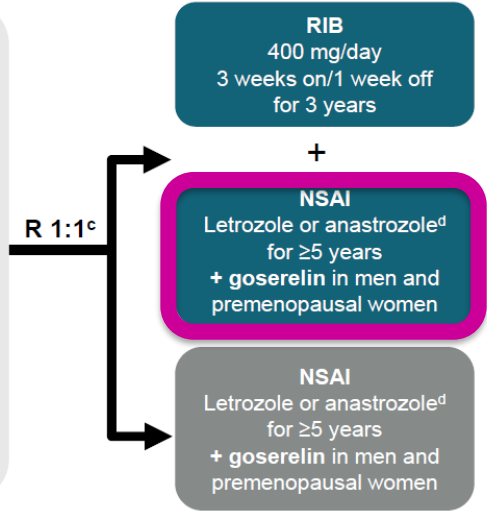 RIB
400 mg/day
3 weeks on/1 week off
for 3 years
+
R 1:1ᶜ
NSAI
Letrozole or anastrozoleᵈ
for ≥5 years
+ goserelin in men and
premenopausal women
NSAI
Letrozole or anastrozoleᵈ
for ≥5 years
+ goserelin in men and
premenopausal women